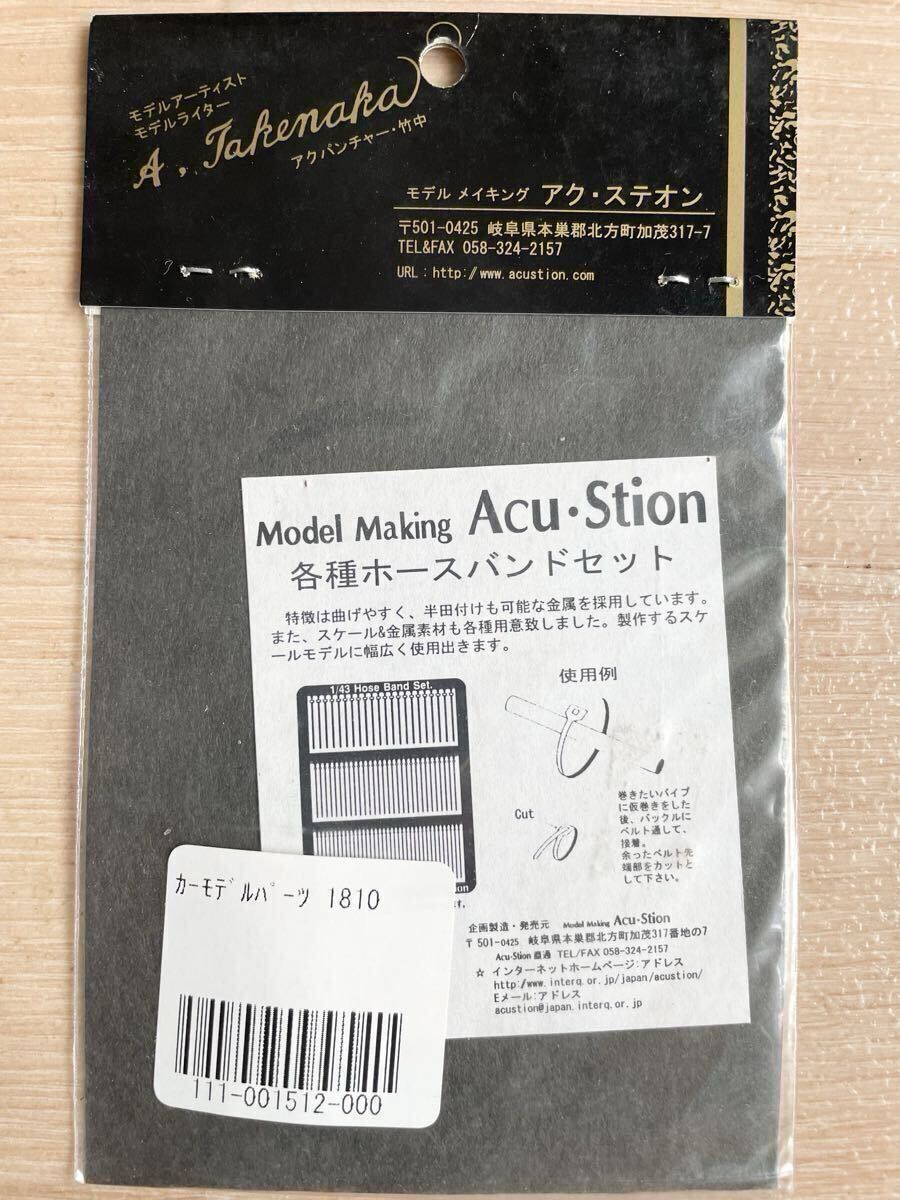 モデルアーティスト
モデルライター
A, Takenaka
アクパンチャー・竹中
モデル メイキング アク・ステオン
〒501-0425 岐阜県本巣郡北方町加茂317-7
TEL&FAX 058-324-2157
URL：http://www.acustion.com
Model Making Acu・Stion
各種ホースバンドセット
特徴は曲げやすく、半田付けも可能な金属を採用しています。
また、スケール&金属素材も各種用意致しました。製作するスケ
ールモデルに幅広く使用出きます。
1/43 Hose Band Set.
使用例
Cut
巻きたいパイプ
に仮巻きをした
後、バックルに
ベルト通して、
接着。
余ったベルト先
端部をカットと
して下さい。
す。
企画製造・発売元 Model Making Acu・Stion
〒501-0425 岐阜県本巣郡北方町加茂317番地の7
Acu・Stion 直通 TEL/FAX 058-324-2157
☆ インターネットホームページ：アドレス
http://www.interq.or.jp/japan/acustion/
Eメール：アドレス
acustion@japan.interq.or.jp
カーモデルパーツ 1810
111-001512-000